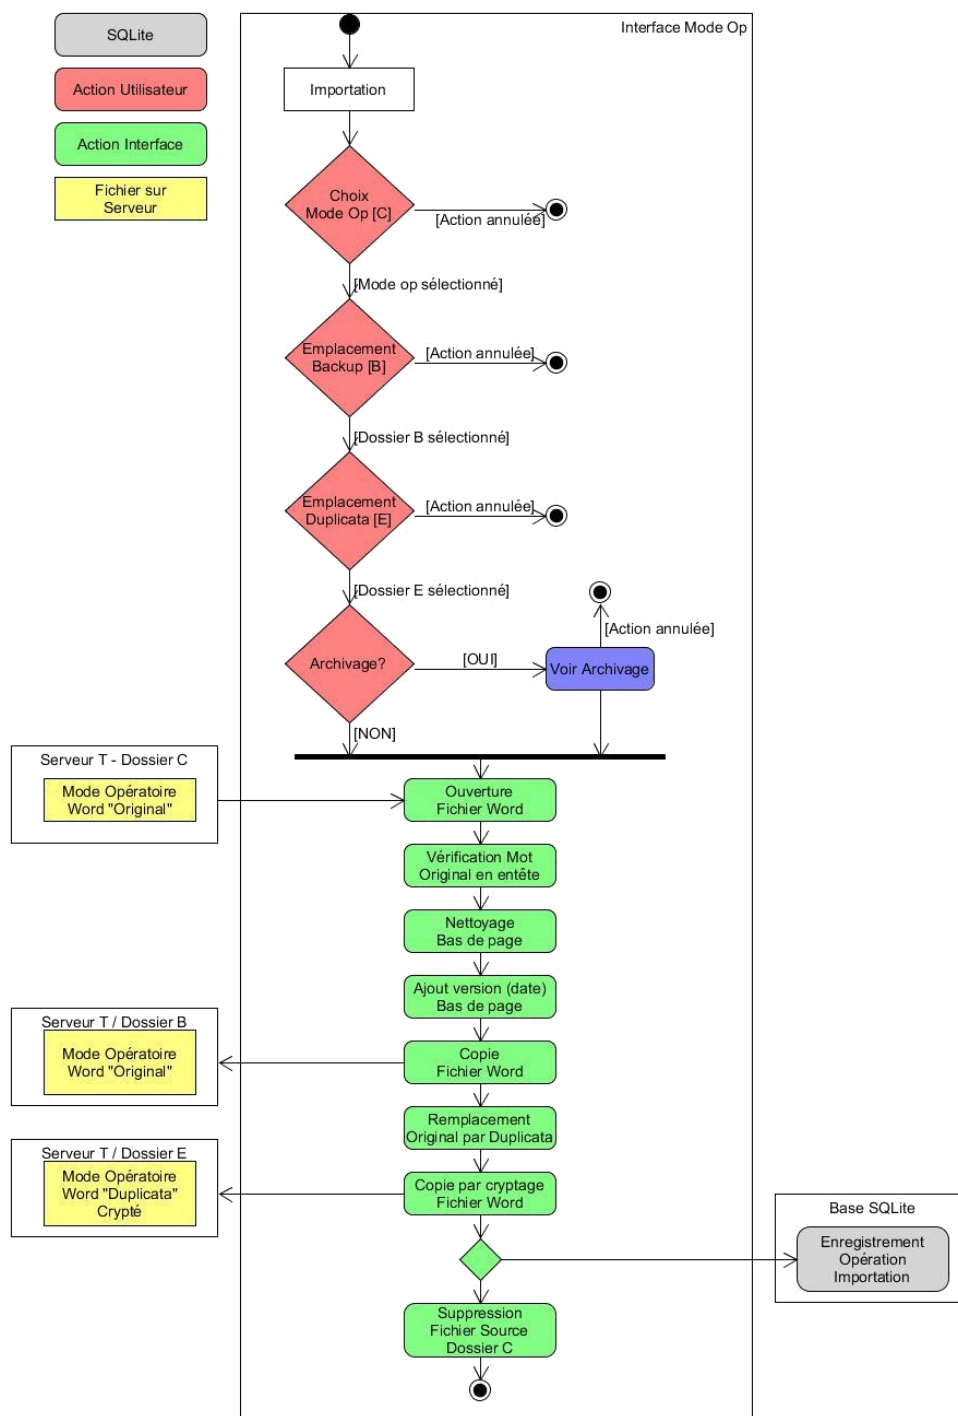 SQLite
Action Utilisateur
Action Interface
Fichier sur
Serveur
Interface Mode Op
Importation
Choix
Mode Op [C]
[Action annulée]
[Mode op sélectionné]
Emplacement
Backup [B]
[Action annulée]
[Dossier B sélectionné]
Emplacement
Duplicata [E]
[Action annulée]
[Dossier E sélectionné]
[Action annulée]
Archivage?
[OUI]
Voir Archivage
[NON]
Serveur T - Dossier C
Mode Opératoire
Word "Original"
Ouverture
Fichier Word
Vérification Mot
Original en entête
Nettoyage
Bas de page
Ajout version (date)
Bas de page
Serveur T / Dossier B
Mode Opératoire
Word "Original"
Copie
Fichier Word
Remplacement
Original par Duplicata
Serveur T / Dossier E
Mode Opératoire
Word "Duplicata"
Crypté
Copie par cryptage
Fichier Word
Base SQLite
Enregistrement
Opération
Importation
Suppression
Fichier Source
Dossier C